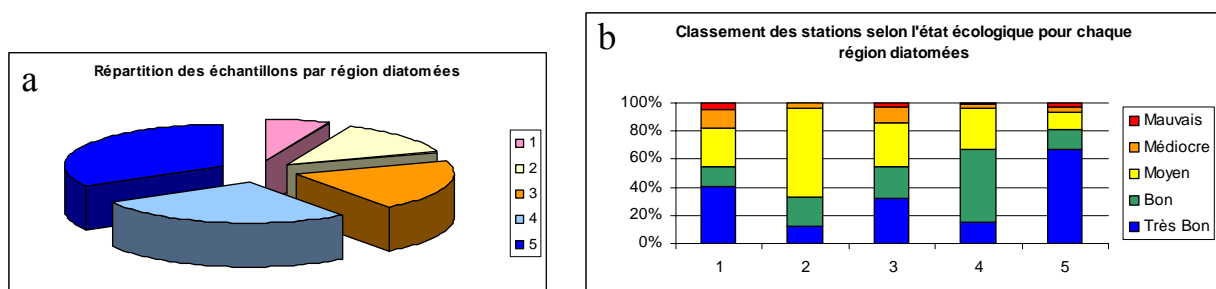 a
Répartition des échantillons par région diatomées
1
2
3
4
5
b
Classement des stations selon l'état écologique pour chaque
région diatomées
100%
80%
60%
40%
20%
0%
1 2 3 4 5
Mauvais
Médiocre
Moyen
Bon
Très Bon